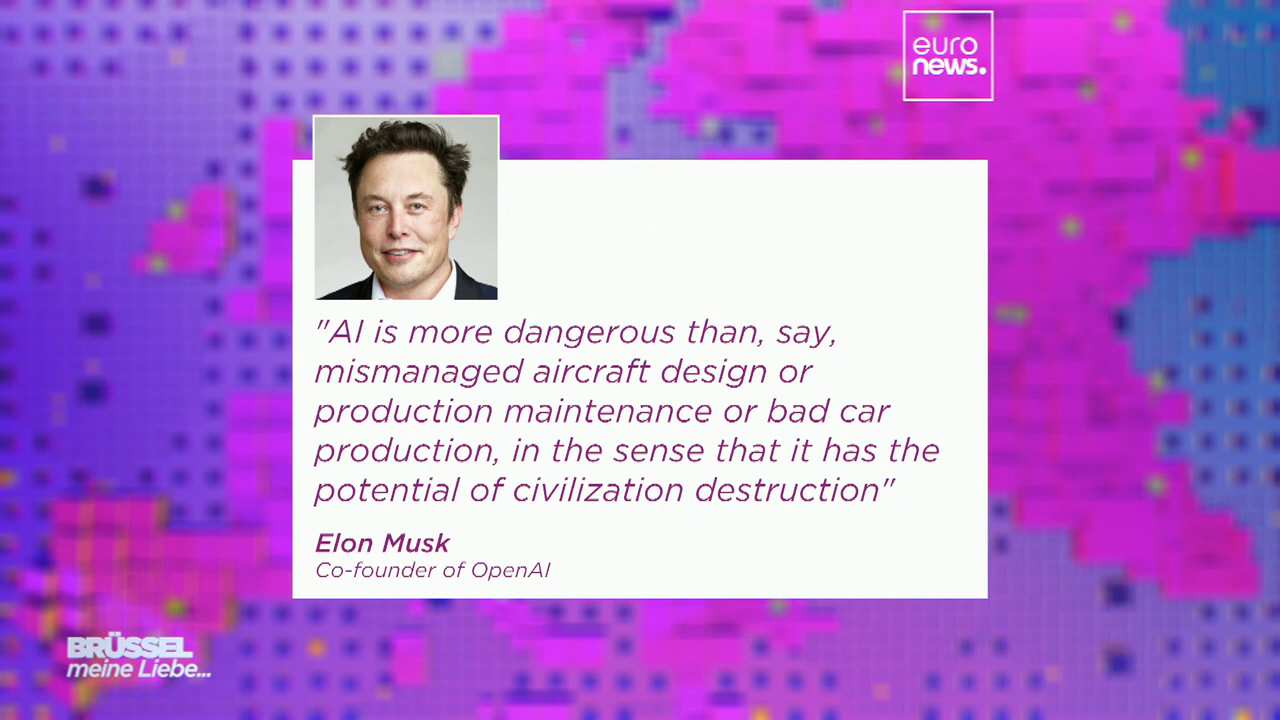 euro
news.
"AI is more dangerous than, say,
mismanaged aircraft design or
production maintenance or bad car
production, in the sense that it has the
potential of civilization destruction"
Elon Musk
Co-founder of OpenAI
BRÜSSEL
meine Liebe...